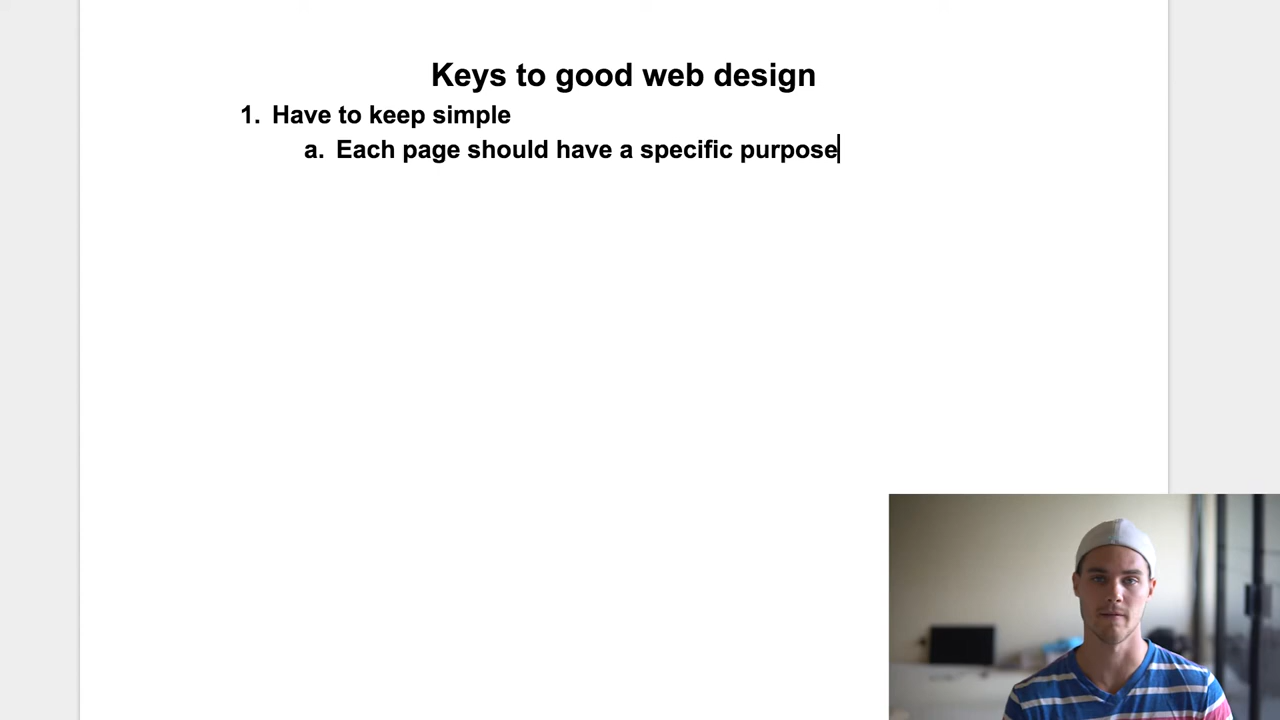 Keys to good web design
1. Have to keep simple
a. Each page should have a specific purpose